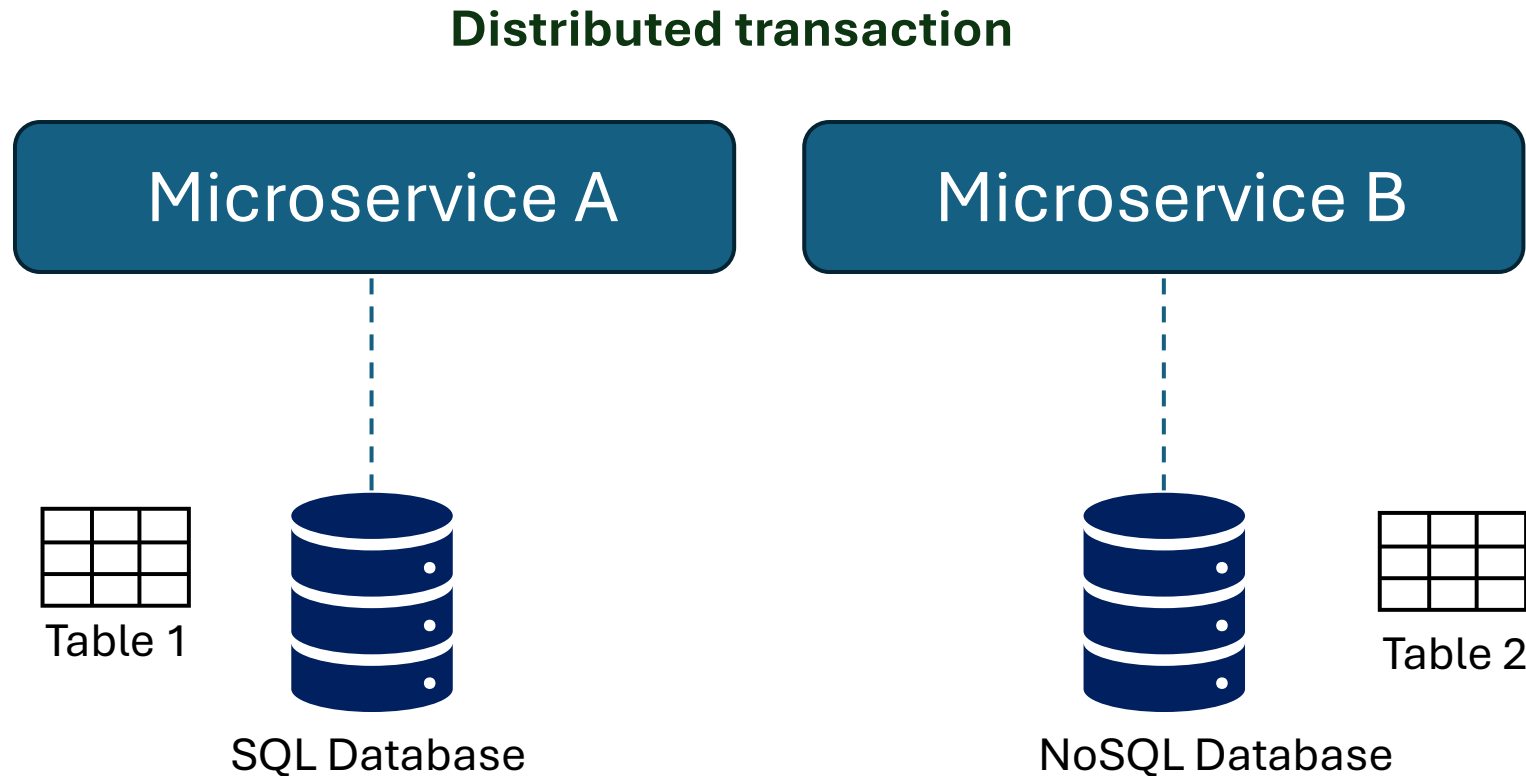 Distributed transaction
Microservice A
Microservice B
Table 1
Table 2
SQL Database
NoSQL Database